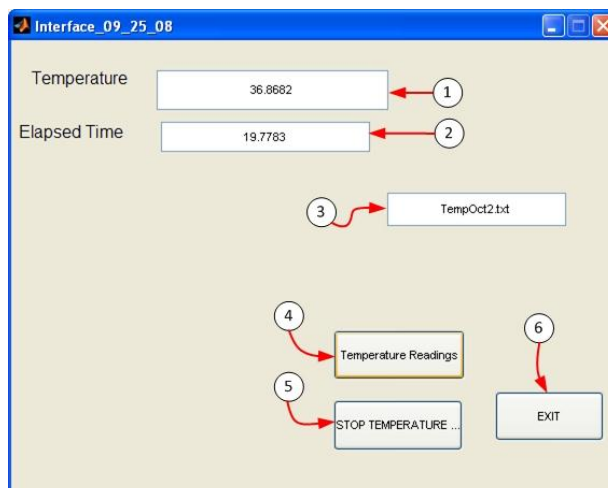 Interface_09_25_08
Temperature
36.8682
1
Elapsed Time
19.7783
2
3
TempOct2.txt
4
Temperature Readings
6
5
STOP TEMPERATURE ...
EXIT